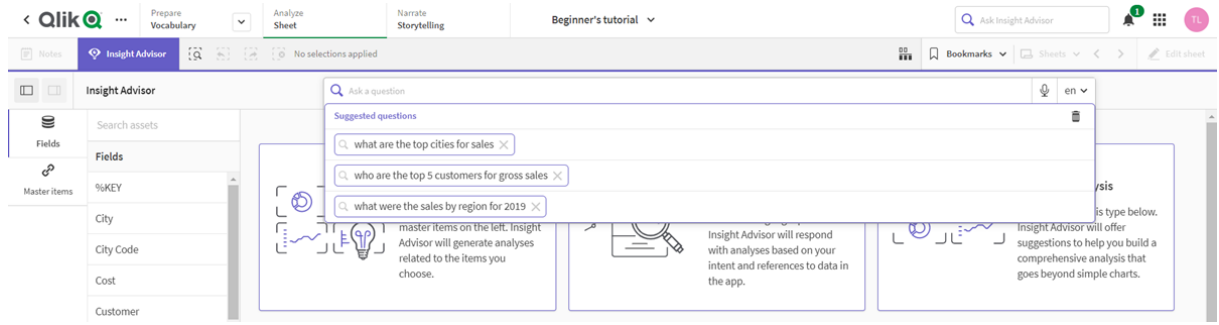 Qlik
Prepare
Vocabulary
Analyze
Sheet
Narrate
Storytelling
Beginner's tutorial
Ask Insight Advisor
1
TL
Notes
Insight Advisor
No selections applied
Bookmarks
Sheets
Edit sheet
Insight Advisor
Ask a question
en
Suggested questions
what are the top cities for sales
who are the top 5 customers for gross sales
what were the sales by region for 2019
Fields
Master items
Search assets
Fields
%KEY
City
City Code
Cost
Customer
master items on the left. Insight
Advisor will generate analyses
related to the items you
choose.
Insight Advisor will respond
with analyses based on your
intent and references to data in
the app.
is type below.
Insight Advisor will offer
suggestions to help you build a
comprehensive analysis that
goes beyond simple charts.